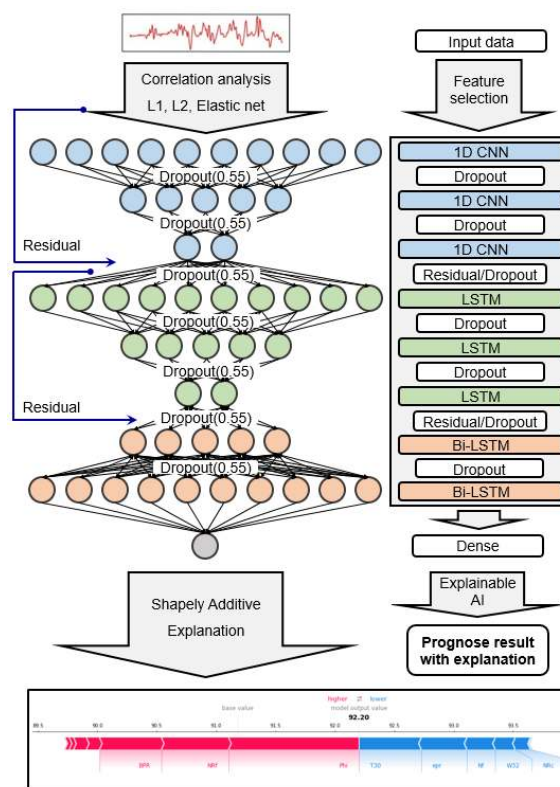 Input data
Correlation analysis
L1, L2, Elastic net
Feature
selection
1D CNN
Dropout(0.55)
Dropout
1D CNN
Dropout(0.55)
Dropout
Residual
1D CNN
Dropout(0.55)
Residual/Dropout
LSTM
Dropout(0.55)
Dropout
LSTM
Dropout(0.55)
Dropout
LSTM
Residual
Dropout(0.55)
Residual/Dropout
Bi-LSTM
Dropout(0.55)
Dropout
Bi-LSTM
Dense
Shapely Additive
Explanation
Explainable
AI
Prognose result
with explanation
higher ⇄ lower
base value model output value
92.20
90.0 90.5 91.0 91.5 92.0 92.5 93.0 93.5
BPR NRf Phi T30 epr Nf W32 NRc